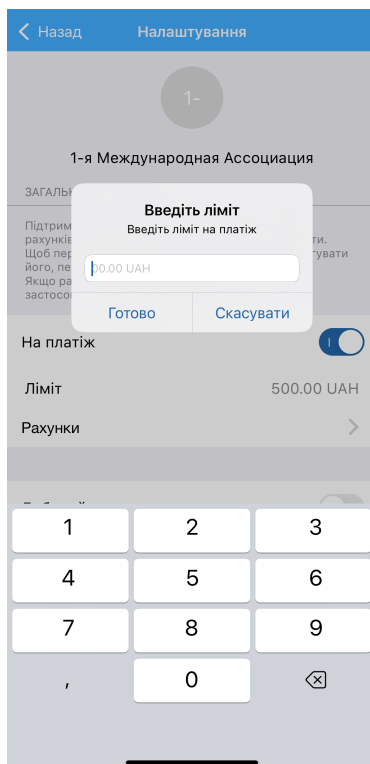 Назад
Налаштування
1-
1-я Международная Ассоциация
ЗАГАЛЬ
Введіть ліміт
Введіть ліміт на платіж
Підтрим
рахунків
ти.
Щоб пер
тувати
його, пе
Якщо ра
застосо
00.00 UAH
Готово
Скасувати
На платіж
Ліміт
500.00 UAH
Рахунки
1
2
3
4
5
6
7
8
9
,
0